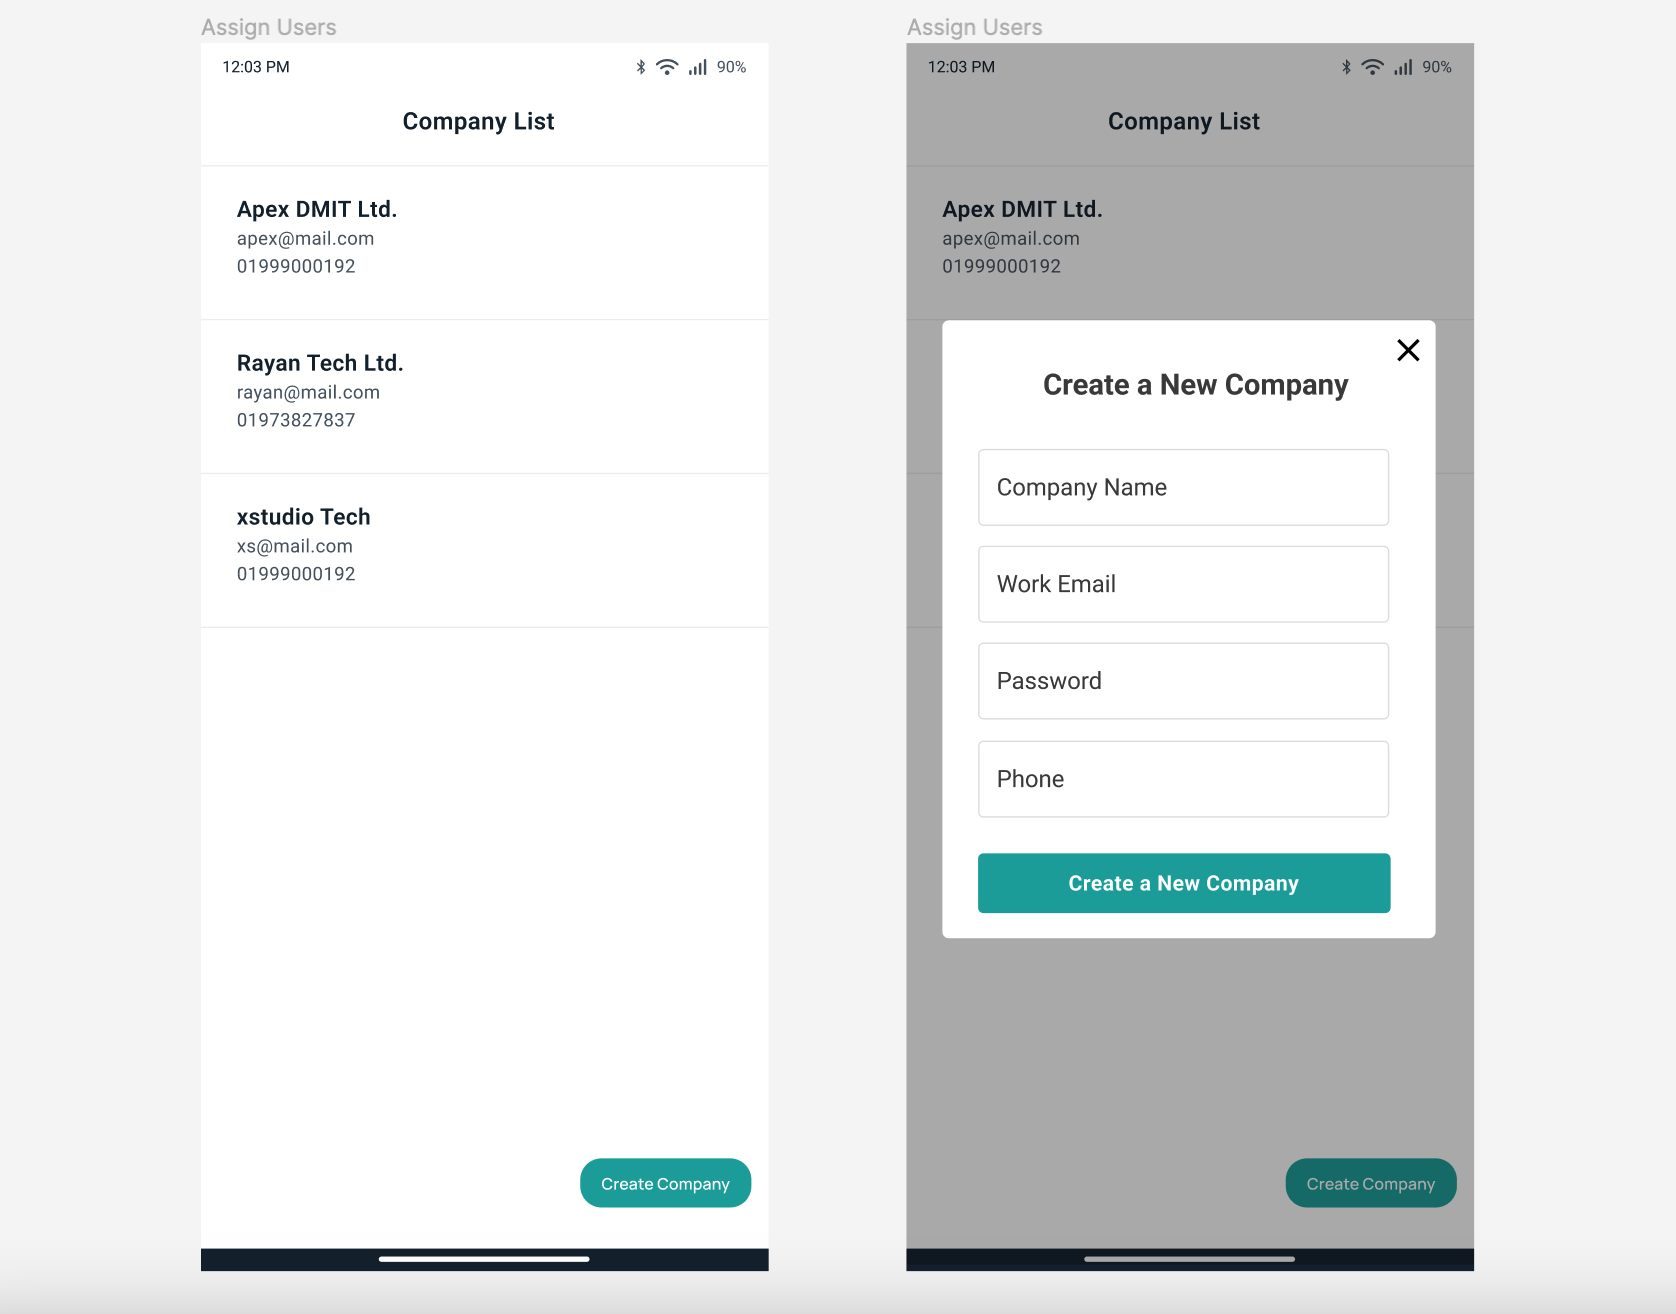 Assign Users
12:03 PM
90%
Company List
Apex DMIT Ltd.
apex@mail.com
01999000192
Rayan Tech Ltd.
rayan@mail.com
01973827837
xstudio Tech
xs@mail.com
01999000192
Create Company
Assign Users
12:03 PM
90%
Company List
Apex DMIT Ltd.
apex@mail.com
01999000192
Create a New Company
Company Name
Work Email
Password
Phone
Create a New Company
Create Company